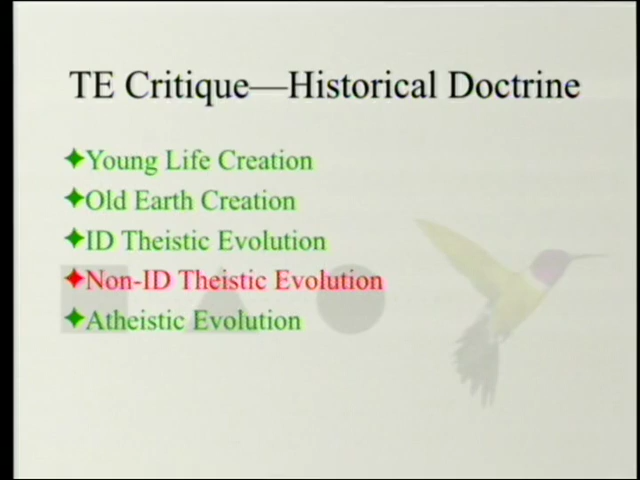 TE Critique—Historical Doctrine
Young Life Creation
Old Earth Creation
ID Theistic Evolution
Non-ID Theistic Evolution
Atheistic Evolution